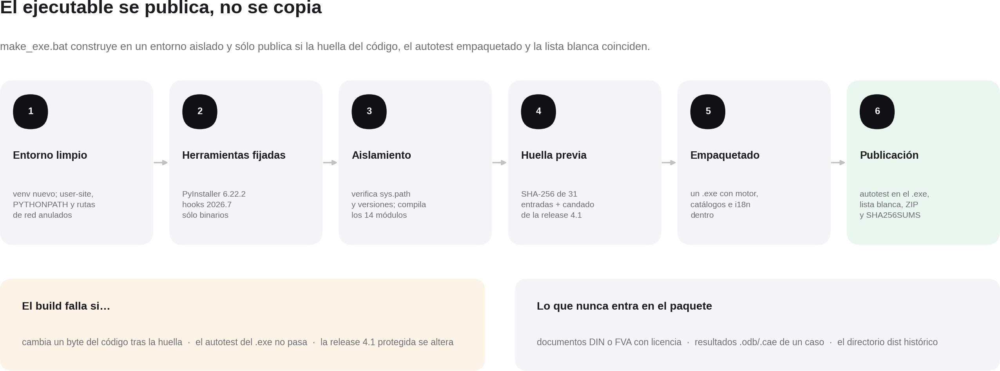 El ejecutable se publica, no se copia
make_exe.bat construye en un entorno aislado y sólo publica si la huella del código, el autotest empaquetado y la lista blanca coinciden.
1
Entorno limpio
venv nuevo; user-site,
PYTHONPATH y rutas
de red anulados
2
Herramientas fijadas
PyInstaller 6.22.2
hooks 2026.7
sólo binarios
3
Aislamiento
verifica sys.path
y versiones; compila
los 14 módulos
4
Huella previa
SHA-256 de 31
entradas + candado
de la release 4.1
5
Empaquetado
un .exe con motor,
catálogos e i18n
dentro
6
Publicación
autotest en el .exe,
lista blanca, ZIP
y SHA256SUMS
El build falla si…
cambia un byte del código tras la huella · el autotest del .exe no pasa · la release 4.1 protegida se altera
Lo que nunca entra en el paquete
documentos DIN o FVA con licencia · resultados .odb/.cae de un caso · el directorio dist histórico